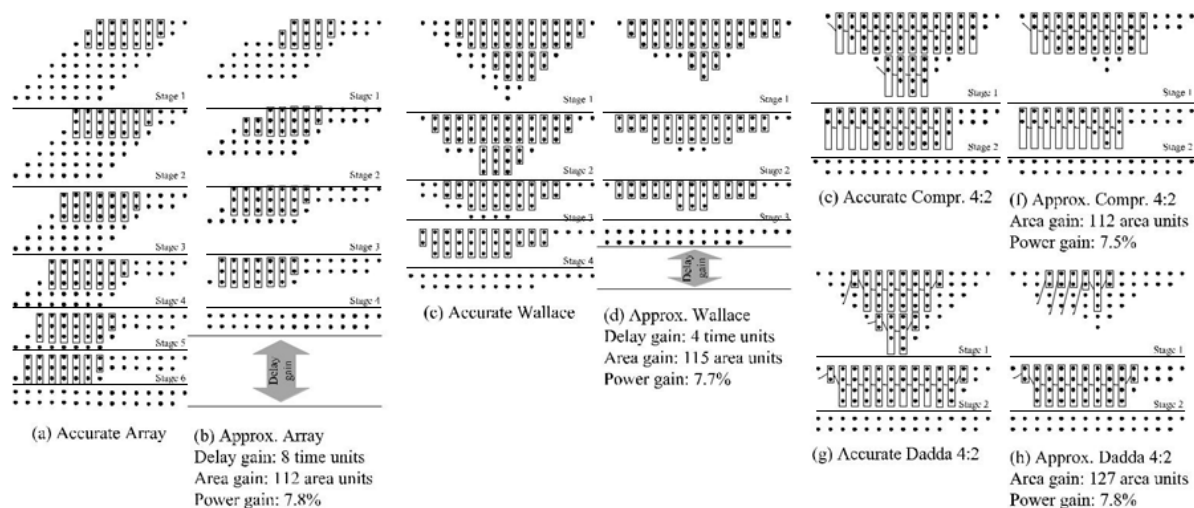 Stage 1
Stage 2
Stage 3
Stage 4
Stage 5
Stage 6
(a) Accurate Array
Stage 1
Stage 2
Stage 3
Stage 4
Delay
gain
(b) Approx. Array
Delay gain: 8 time units
Area gain: 112 area units
Power gain: 7.8%
Stage 1
Stage 2
Stage 3
Stage 4
(c) Accurate Wallace
Stage 1
Stage 2
Stage 3
Delay
gain
(d) Approx. Wallace
Delay gain: 4 time units
Area gain: 115 area units
Power gain: 7.7%
Stage 1
Stage 2
(e) Accurate Compr. 4:2
Stage 1
Stage 2
(f) Approx. Compr. 4:2
Area gain: 112 area units
Power gain: 7.5%
Stage 1
Stage 2
(g) Accurate Dadda 4:2
Stage 1
Stage 2
(h) Approx. Dadda 4:2
Area gain: 127 area units
Power gain: 7.8%